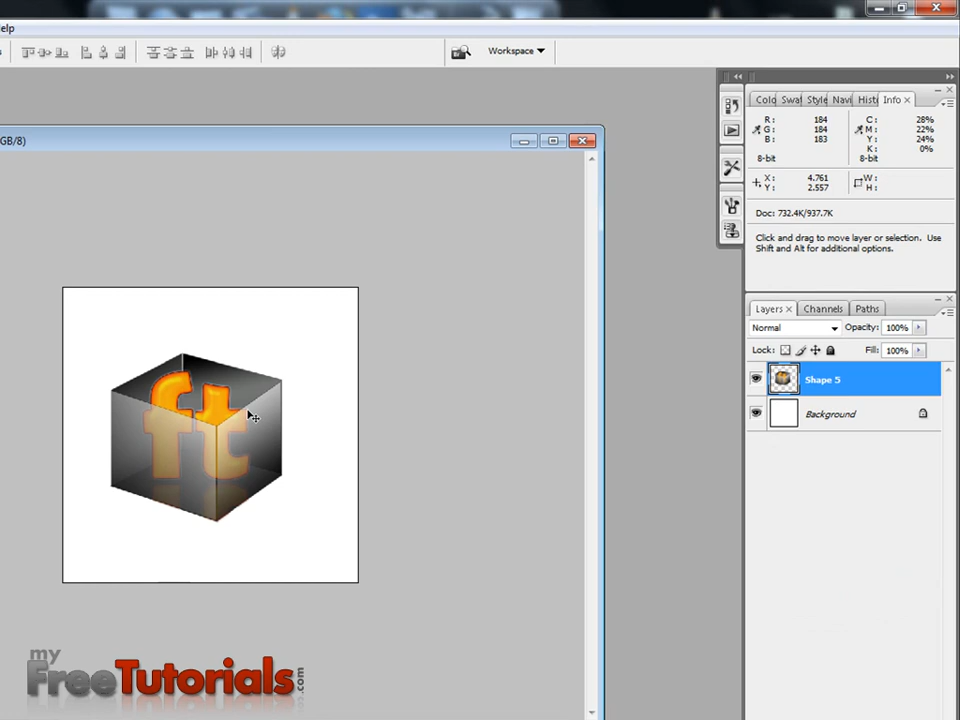 elp
Workspace
GB/8)
Colo
Swat
Style
Navi
Histo
Info
R: 184
G: 184
B: 183
8-bit
C: 28%
M: 22%
Y: 24%
K: 0%
8-bit
X: 4.761
Y: 2.557
W:
H:
Doc: 732.4K/937.7K
Click and drag to move layer or selection. Use
Shift and Alt for additional options.
Layers
Channels
Paths
Normal
Opacity: 100%
Lock:
Fill: 100%
Shape 5
Background
ft
my
FreeTutorials
.com